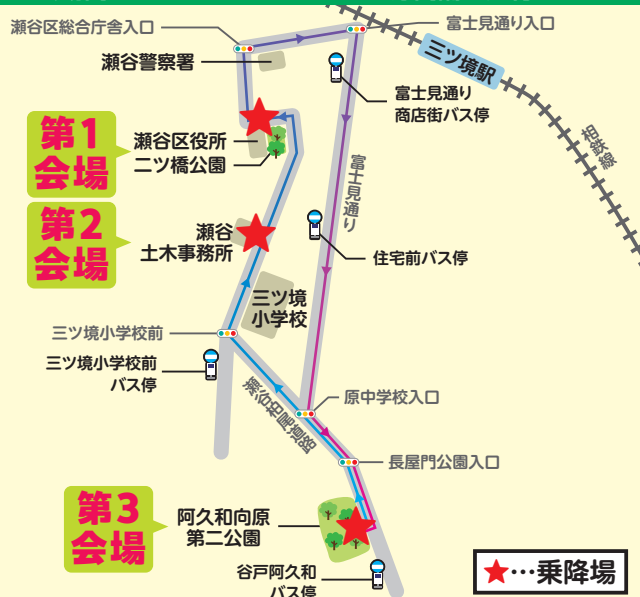 瀬谷区総合庁舎入口
富士見通り入口
瀬谷警察署
三ツ境駅
富士見通り
商店街バス停
相鉄線
第1
会場
瀬谷区役所
二ツ橋公園
富士見通り
第2
会場
瀬谷
土木事務所
住宅前バス停
三ツ境
小学校
三ツ境小学校前
三ツ境小学校前
バス停
瀬谷柏尾道路
原中学校入口
長屋門公園入口
第3
会場
阿久和向原
第二公園
谷戸阿久和
バス停
★…乗降場